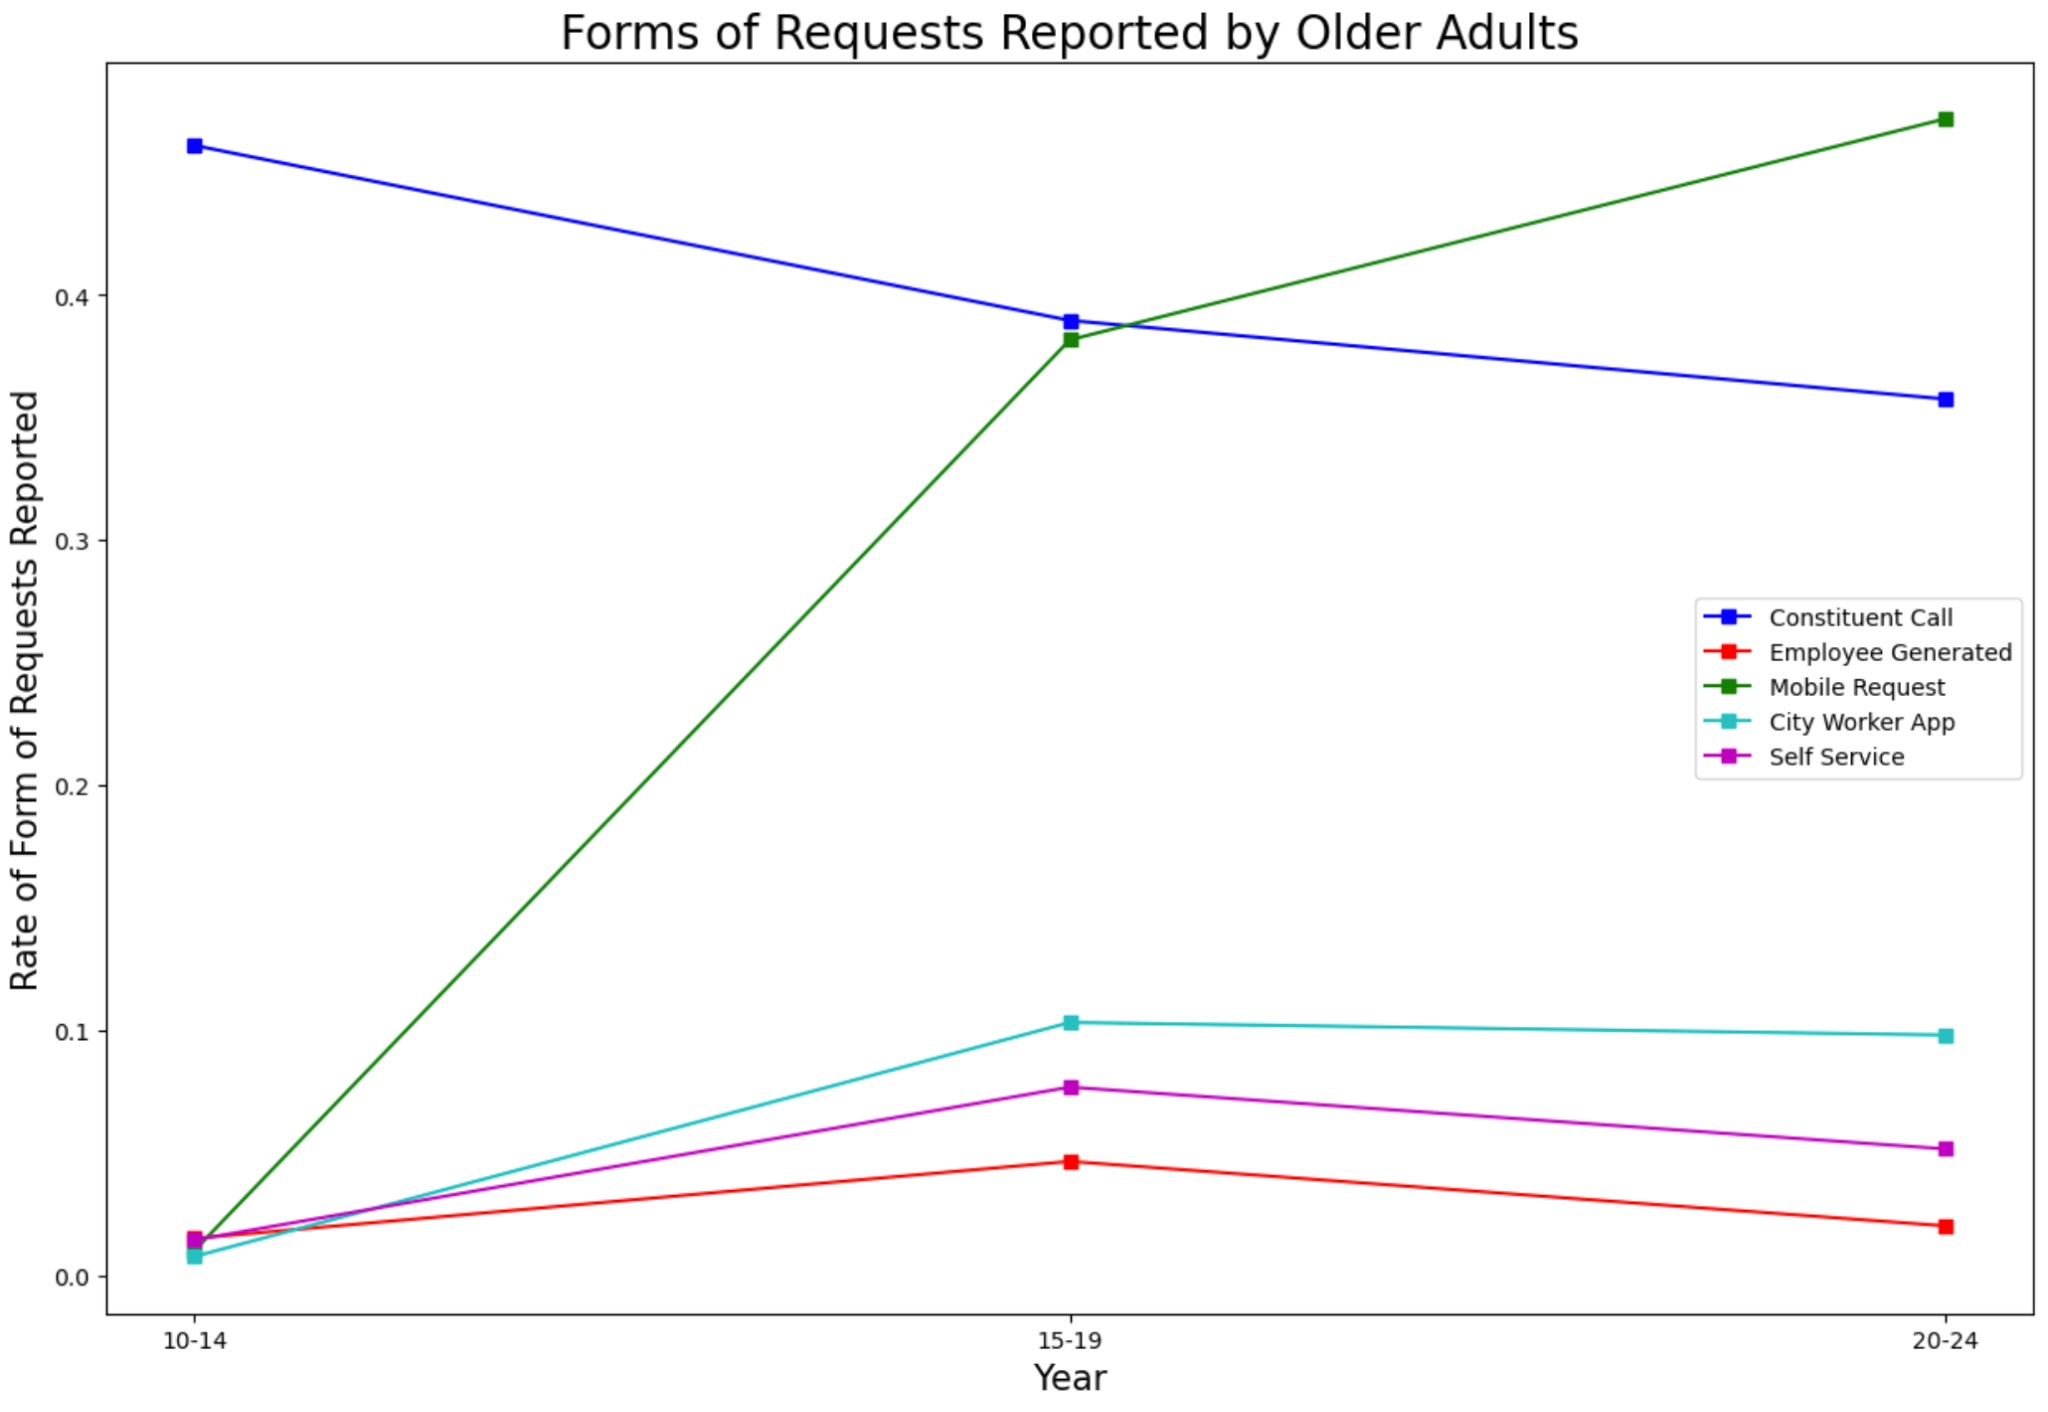 Forms of Requests Reported by Older Adults
Rate of Form of Requests Reported
0.4
0.3
0.2
0.1
0.0
Constituent Call
Employee Generated
Mobile Request
City Worker App
Self Service
10-14
15-19
20-24
Year